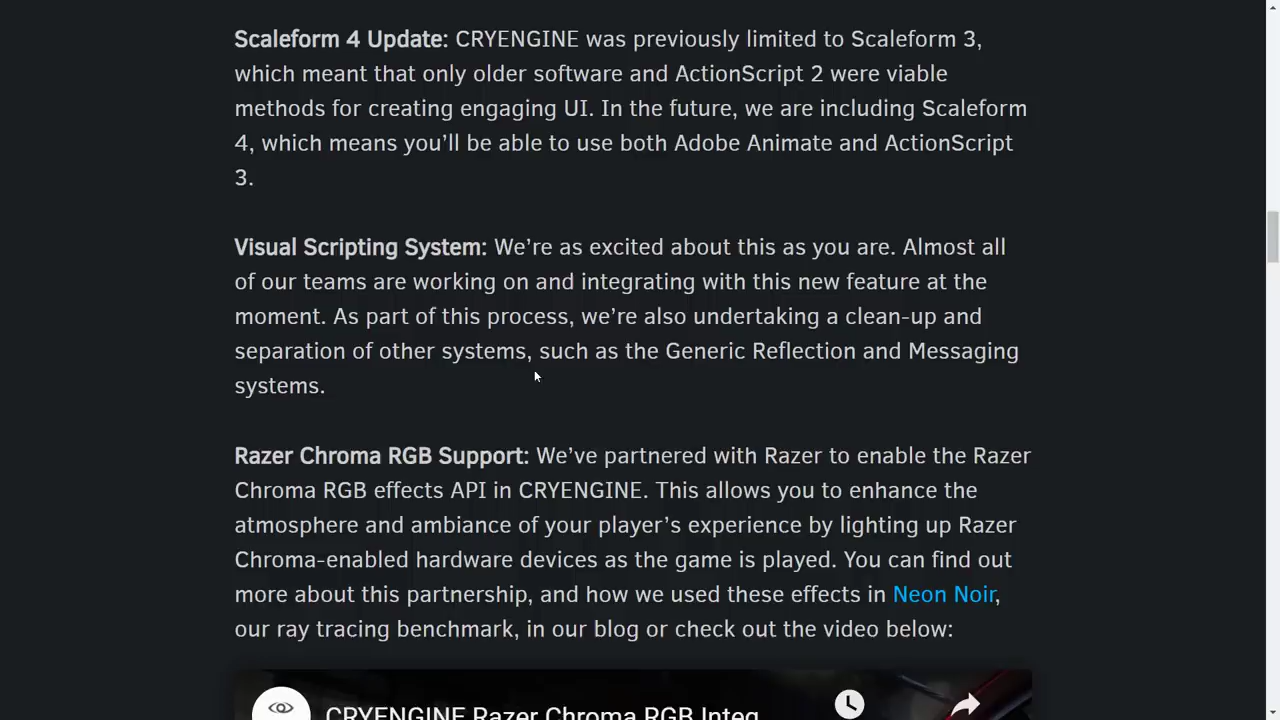 Scaleform 4 Update: CRYENGINE was previously limited to Scaleform 3,
which meant that only older software and ActionScript 2 were viable
methods for creating engaging UI. In the future, we are including Scaleform
4, which means you’ll be able to use both Adobe Animate and ActionScript
3.
Visual Scripting System: We’re as excited about this as you are. Almost all
of our teams are working on and integrating with this new feature at the
moment. As part of this process, we’re also undertaking a clean-up and
separation of other systems, such as the Generic Reflection and Messaging
systems.
Razer Chroma RGB Support: We’ve partnered with Razer to enable the Razer
Chroma RGB effects API in CRYENGINE. This allows you to enhance the
atmosphere and ambiance of your player’s experience by lighting up Razer
Chroma-enabled hardware devices as the game is played. You can find out
more about this partnership, and how we used these effects in Neon Noir,
our ray tracing benchmark, in our blog or check out the video below:
CRYENGINE Razer Chroma RGB Integ